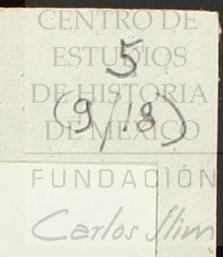 CENTRO DE
ESTUDIOS
DE HISTORIA
DE MÉXICO
5
(9/18)
FUNDACIÓN
Carlos Slim